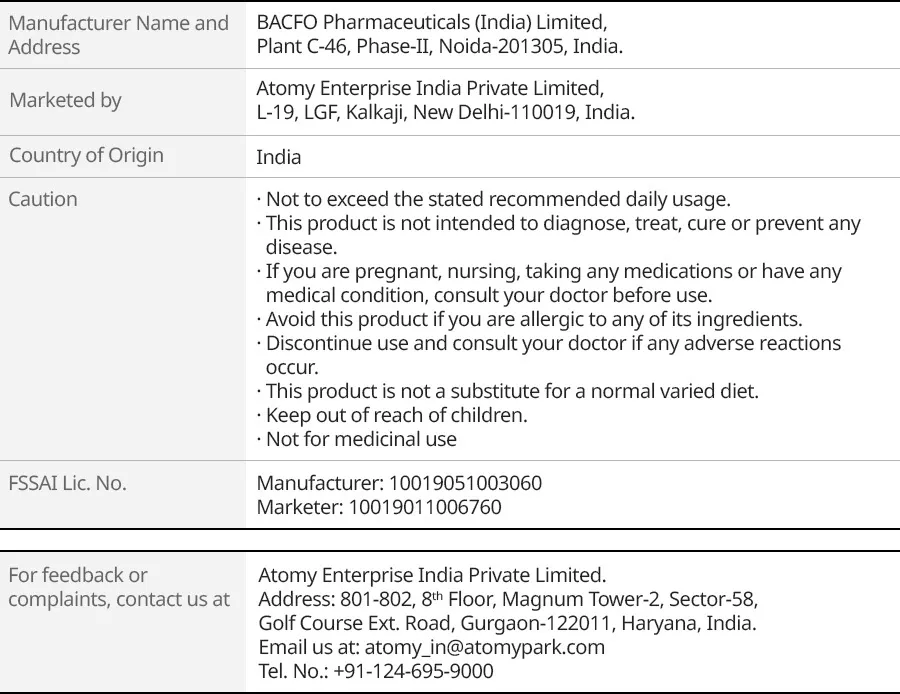 Manufacturer Name and
Address
BACFO Pharmaceuticals (India) Limited,
Plant C-46, Phase-II, Noida-201305, India.
Marketed by
Atomy Enterprise India Private Limited,
L-19, LGF, Kalkaji, New Delhi-110019, India.
Country of Origin
India
Caution
· Not to exceed the stated recommended daily usage.
· This product is not intended to diagnose, treat, cure or prevent any
disease.
· If you are pregnant, nursing, taking any medications or have any
medical condition, consult your doctor before use.
· Avoid this product if you are allergic to any of its ingredients.
· Discontinue use and consult your doctor if any adverse reactions
occur.
· This product is not a substitute for a normal varied diet.
· Keep out of reach of children.
· Not for medicinal use
FSSAI Lic. No.
Manufacturer: 10019051003060
Marketer: 10019011006760
For feedback or
complaints, contact us at
Atomy Enterprise India Private Limited.
Address: 801-802, 8th Floor, Magnum Tower-2, Sector-58,
Golf Course Ext. Road, Gurgaon-122011, Haryana, India.
Email us at: atomy_in@atomypark.com
Tel. No.: +91-124-695-9000